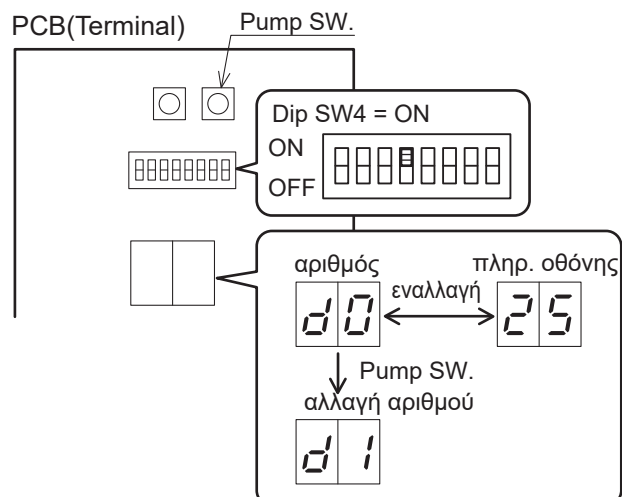 PCB(Terminal)
Pump SW.
Dip SW4 = ON
ON
OFF
αριθμός
πληρ. οθόνης
d0
εναλλαγή
25
Pump SW.
αλλαγή αριθμού
d1